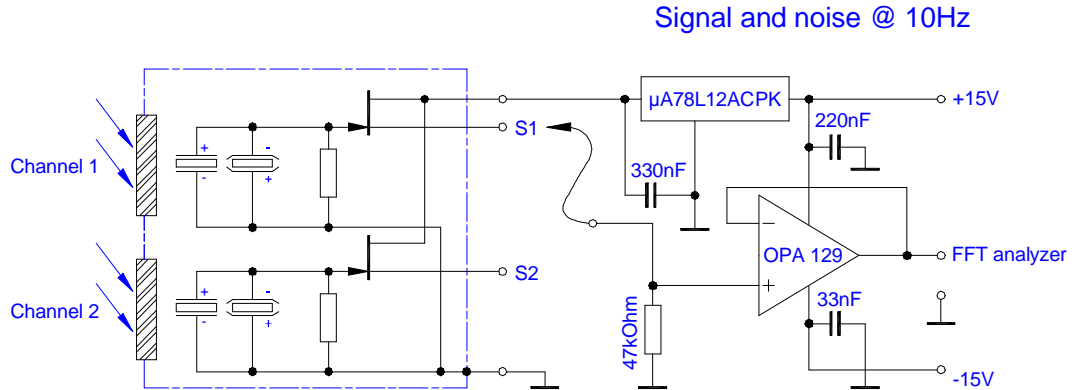 Signal and noise @ 10Hz
µA78L12ACPK
+15V
S1
220nF
Channel 1
+
-
-
+
330nF
-
+
OPA 129
FFT analyzer
S2
33nF
Channel 2
+
-
-
+
47kOhm
-15V